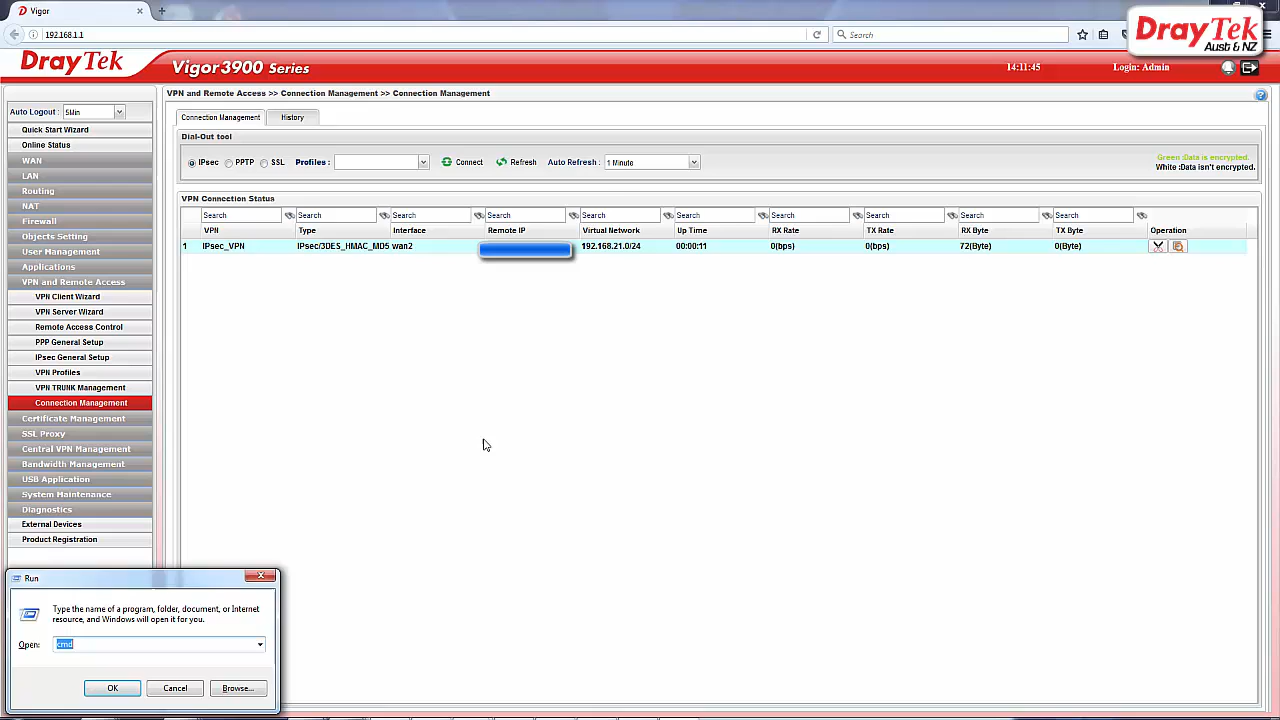 Vigor
192.168.1.1
Search
DrayTek
Aust & NZ
DrayTek
Vigor3900 Series
14:11:45
Login: Admin
Auto Logout : 5Min
Quick Start Wizard
Online Status
WAN
LAN
Routing
NAT
Firewall
Objects Setting
User Management
Applications
VPN and Remote Access
VPN Client Wizard
VPN Server Wizard
Remote Access Control
PPP General Setup
IPsec General Setup
VPN Profiles
VPN TRUNK Management
Connection Management
Certificate Management
SSL Proxy
Central VPN Management
Bandwidth Management
USB Application
System Maintenance
Diagnostics
External Devices
Product Registration
VPN and Remote Access >> Connection Management >> Connection Management
Connection Management History
Dial-Out tool
IPsec PPTP SSL Profiles : Connect Refresh Auto Refresh : 1 Minute
Green :Data is encrypted.
White :Data isn't encrypted.
VPN Connection Status
Search Search Search Search Search Search Search Search Search Search
VPN Type Interface Remote IP Virtual Network Up Time RX Rate TX Rate RX Byte TX Byte Operation
1 IPsec_VPN IPsec/3DES_HMAC_MD5 wan2 192.168.21.0/24 00:00:11 0(bps) 0(bps) 72(Byte) 0(Byte)
Run
Type the name of a program, folder, document, or Internet
resource, and Windows will open it for you.
Open: cmd
OK Cancel Browse...